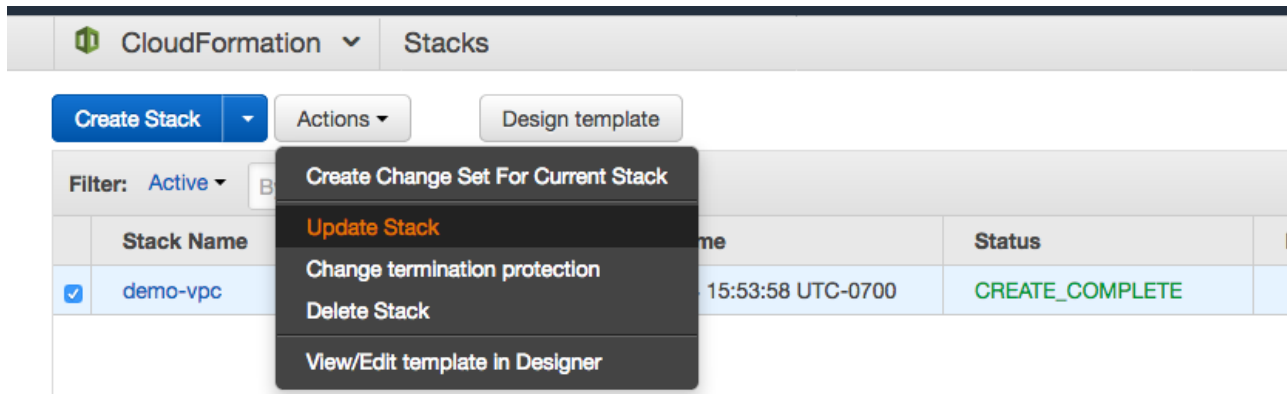 CloudFormation Stacks
Create Stack Actions Design template
Filter: Active
Create Change Set For Current Stack
Update Stack
Change termination protection
Delete Stack
View/Edit template in Designer
Stack Name Status
demo-vpc 15:53:58 UTC-0700 CREATE_COMPLETE